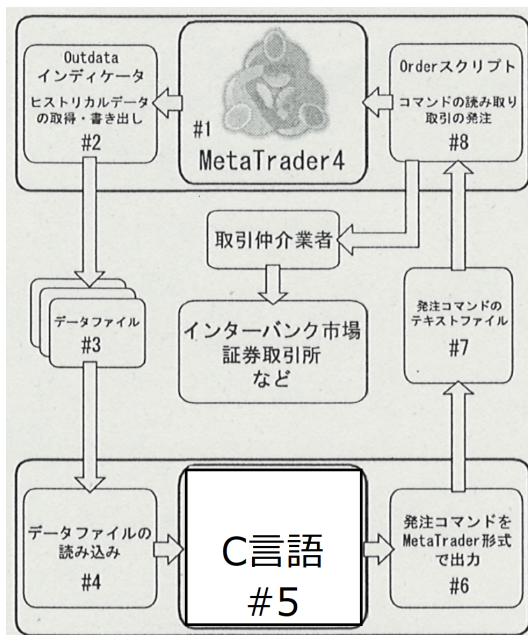 Outdata
インディケータ
ヒストリカルデータ
の取得・書き出し
#2
#1
MetaTrader4
Orderスクリプト
コマンドの読み取り
取引の発注
#8
取引仲介業者
インターバンク市場
証券取引所
など
データファイル
#3
発注コマンドの
テキストファイル
#7
データファイルの
読み込み
#4
C言語
#5
発注コマンドを
MetaTrader形式
で出力
#6